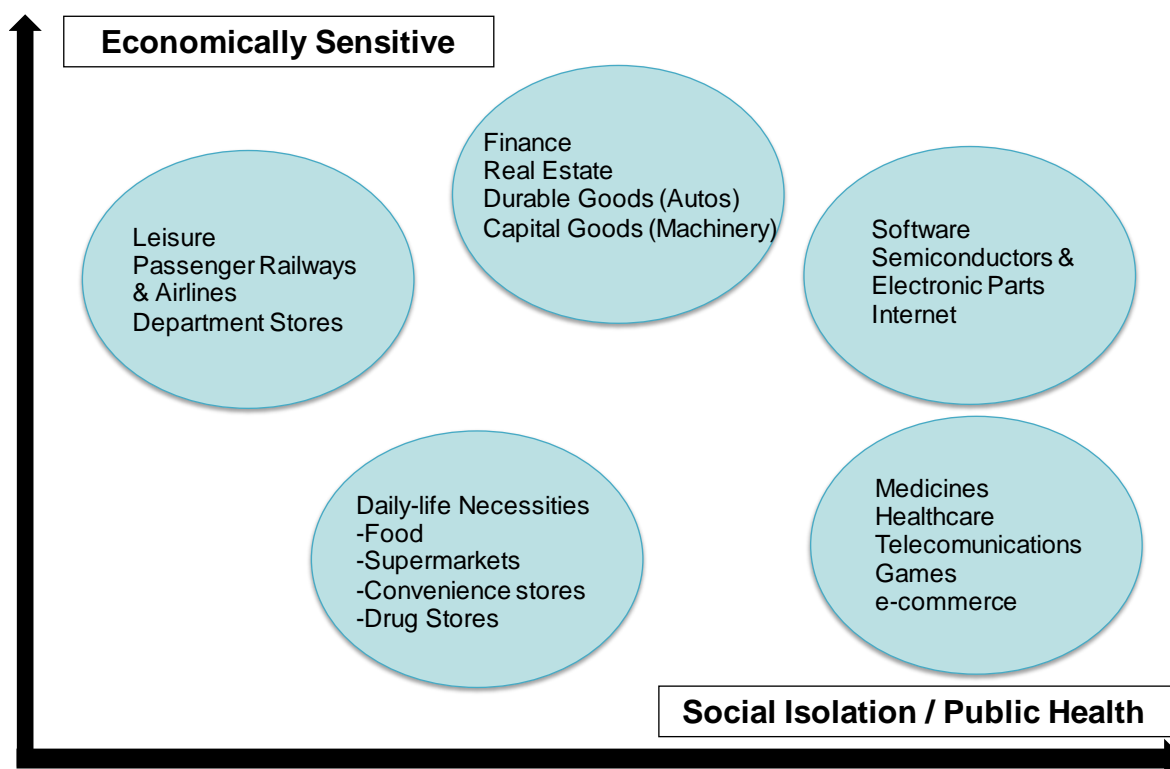 Economically Sensitive
Finance
Real Estate
Durable Goods (Autos)
Capital Goods (Machinery)
Leisure
Passenger Railways
& Airlines
Department Stores
Software
Semiconductors &
Electronic Parts
Internet
Daily-life Necessities
-Food
-Supermarkets
-Convenience stores
-Drug Stores
Medicines
Healthcare
Telecomunications
Games
e-commerce
Social Isolation / Public Health